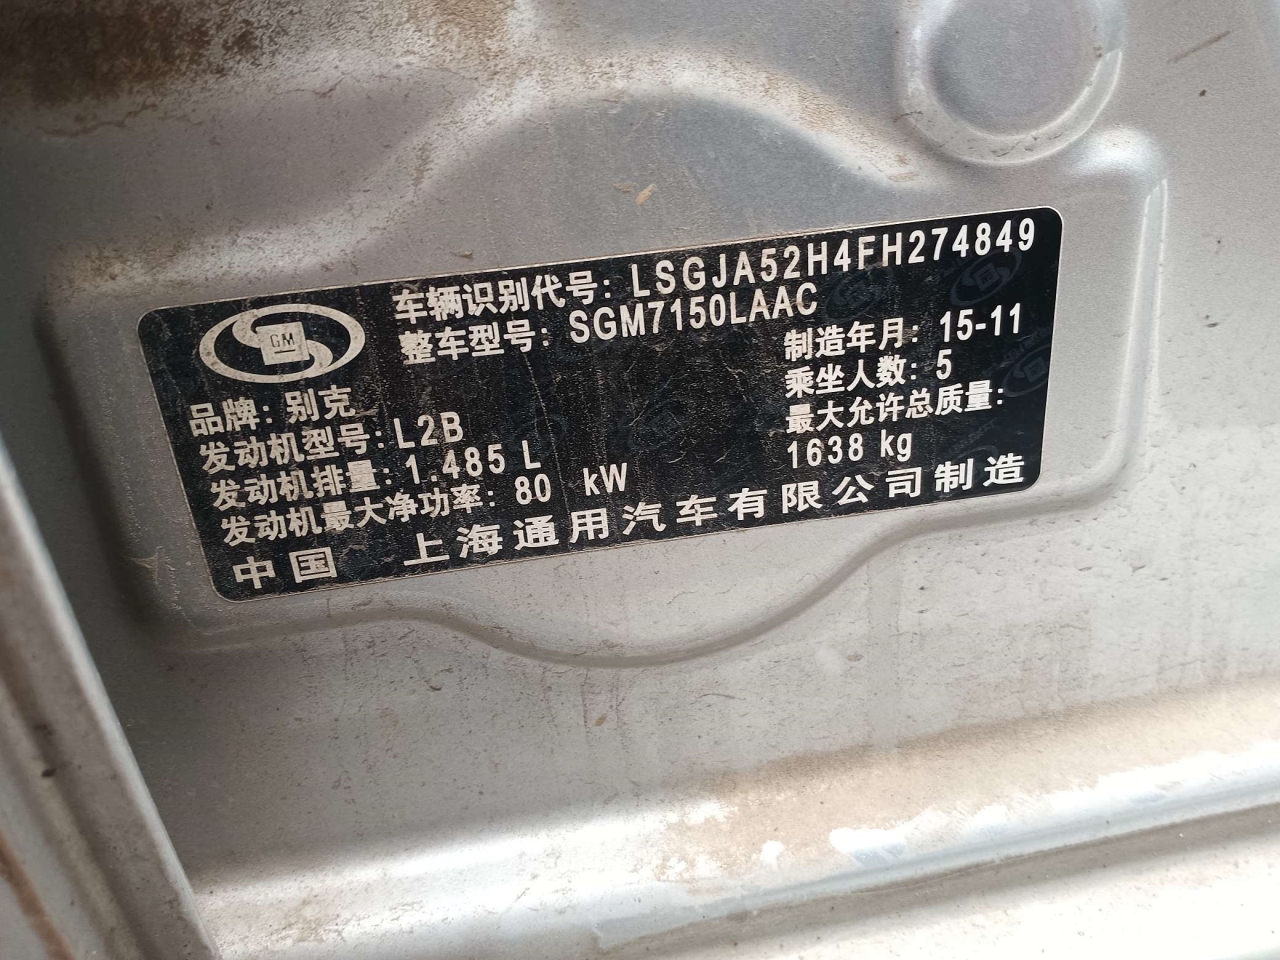 GM
车辆识别代号: LSGJA52H4FH274849
整车型号: SGM7150LAAC
制造年月: 15-11
品牌: 别克
乘坐人数: 5
发动机型号: L2B
最大允许总质量:
1638 kg
发动机排量: 1.485 L
发动机最大净功率: 80 kW
中国 上海通用汽车有限公司制造